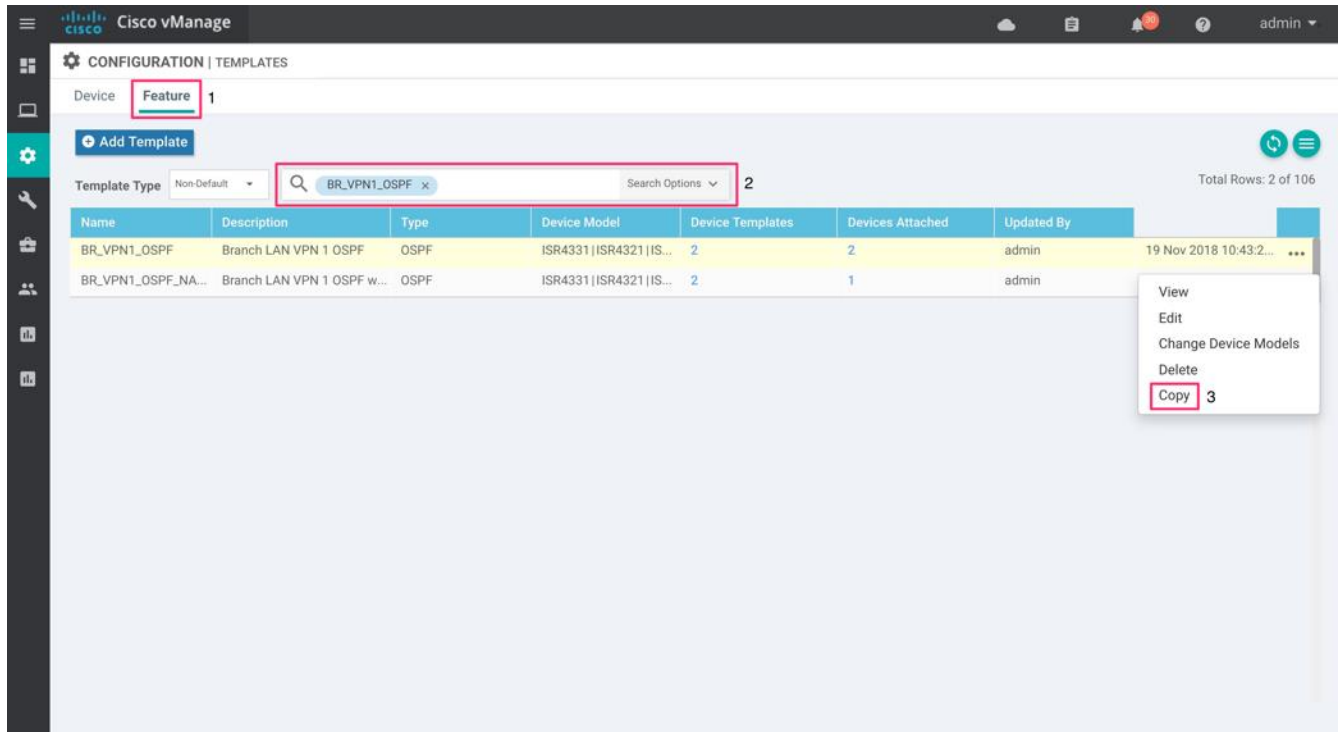 cisco Cisco vManage 30 admin
CONFIGURATION | TEMPLATES
Device Feature 1
Add Template
Template Type Non-Default BR_VPN1_OSPF x Search Options 2 Total Rows: 2 of 106
Name Description Type Device Model Device Templates Devices Attached Updated By
BR_VPN1_OSPF Branch LAN VPN 1 OSPF OSPF ISR4331|ISR4321|IS... 2 2 admin 19 Nov 2018 10:43:2... •••
BR_VPN1_OSPF_NA... Branch LAN VPN 1 OSPF w... OSPF ISR4331|ISR4321|IS... 2 1 admin
View
Edit
Change Device Models
Delete
Copy 3